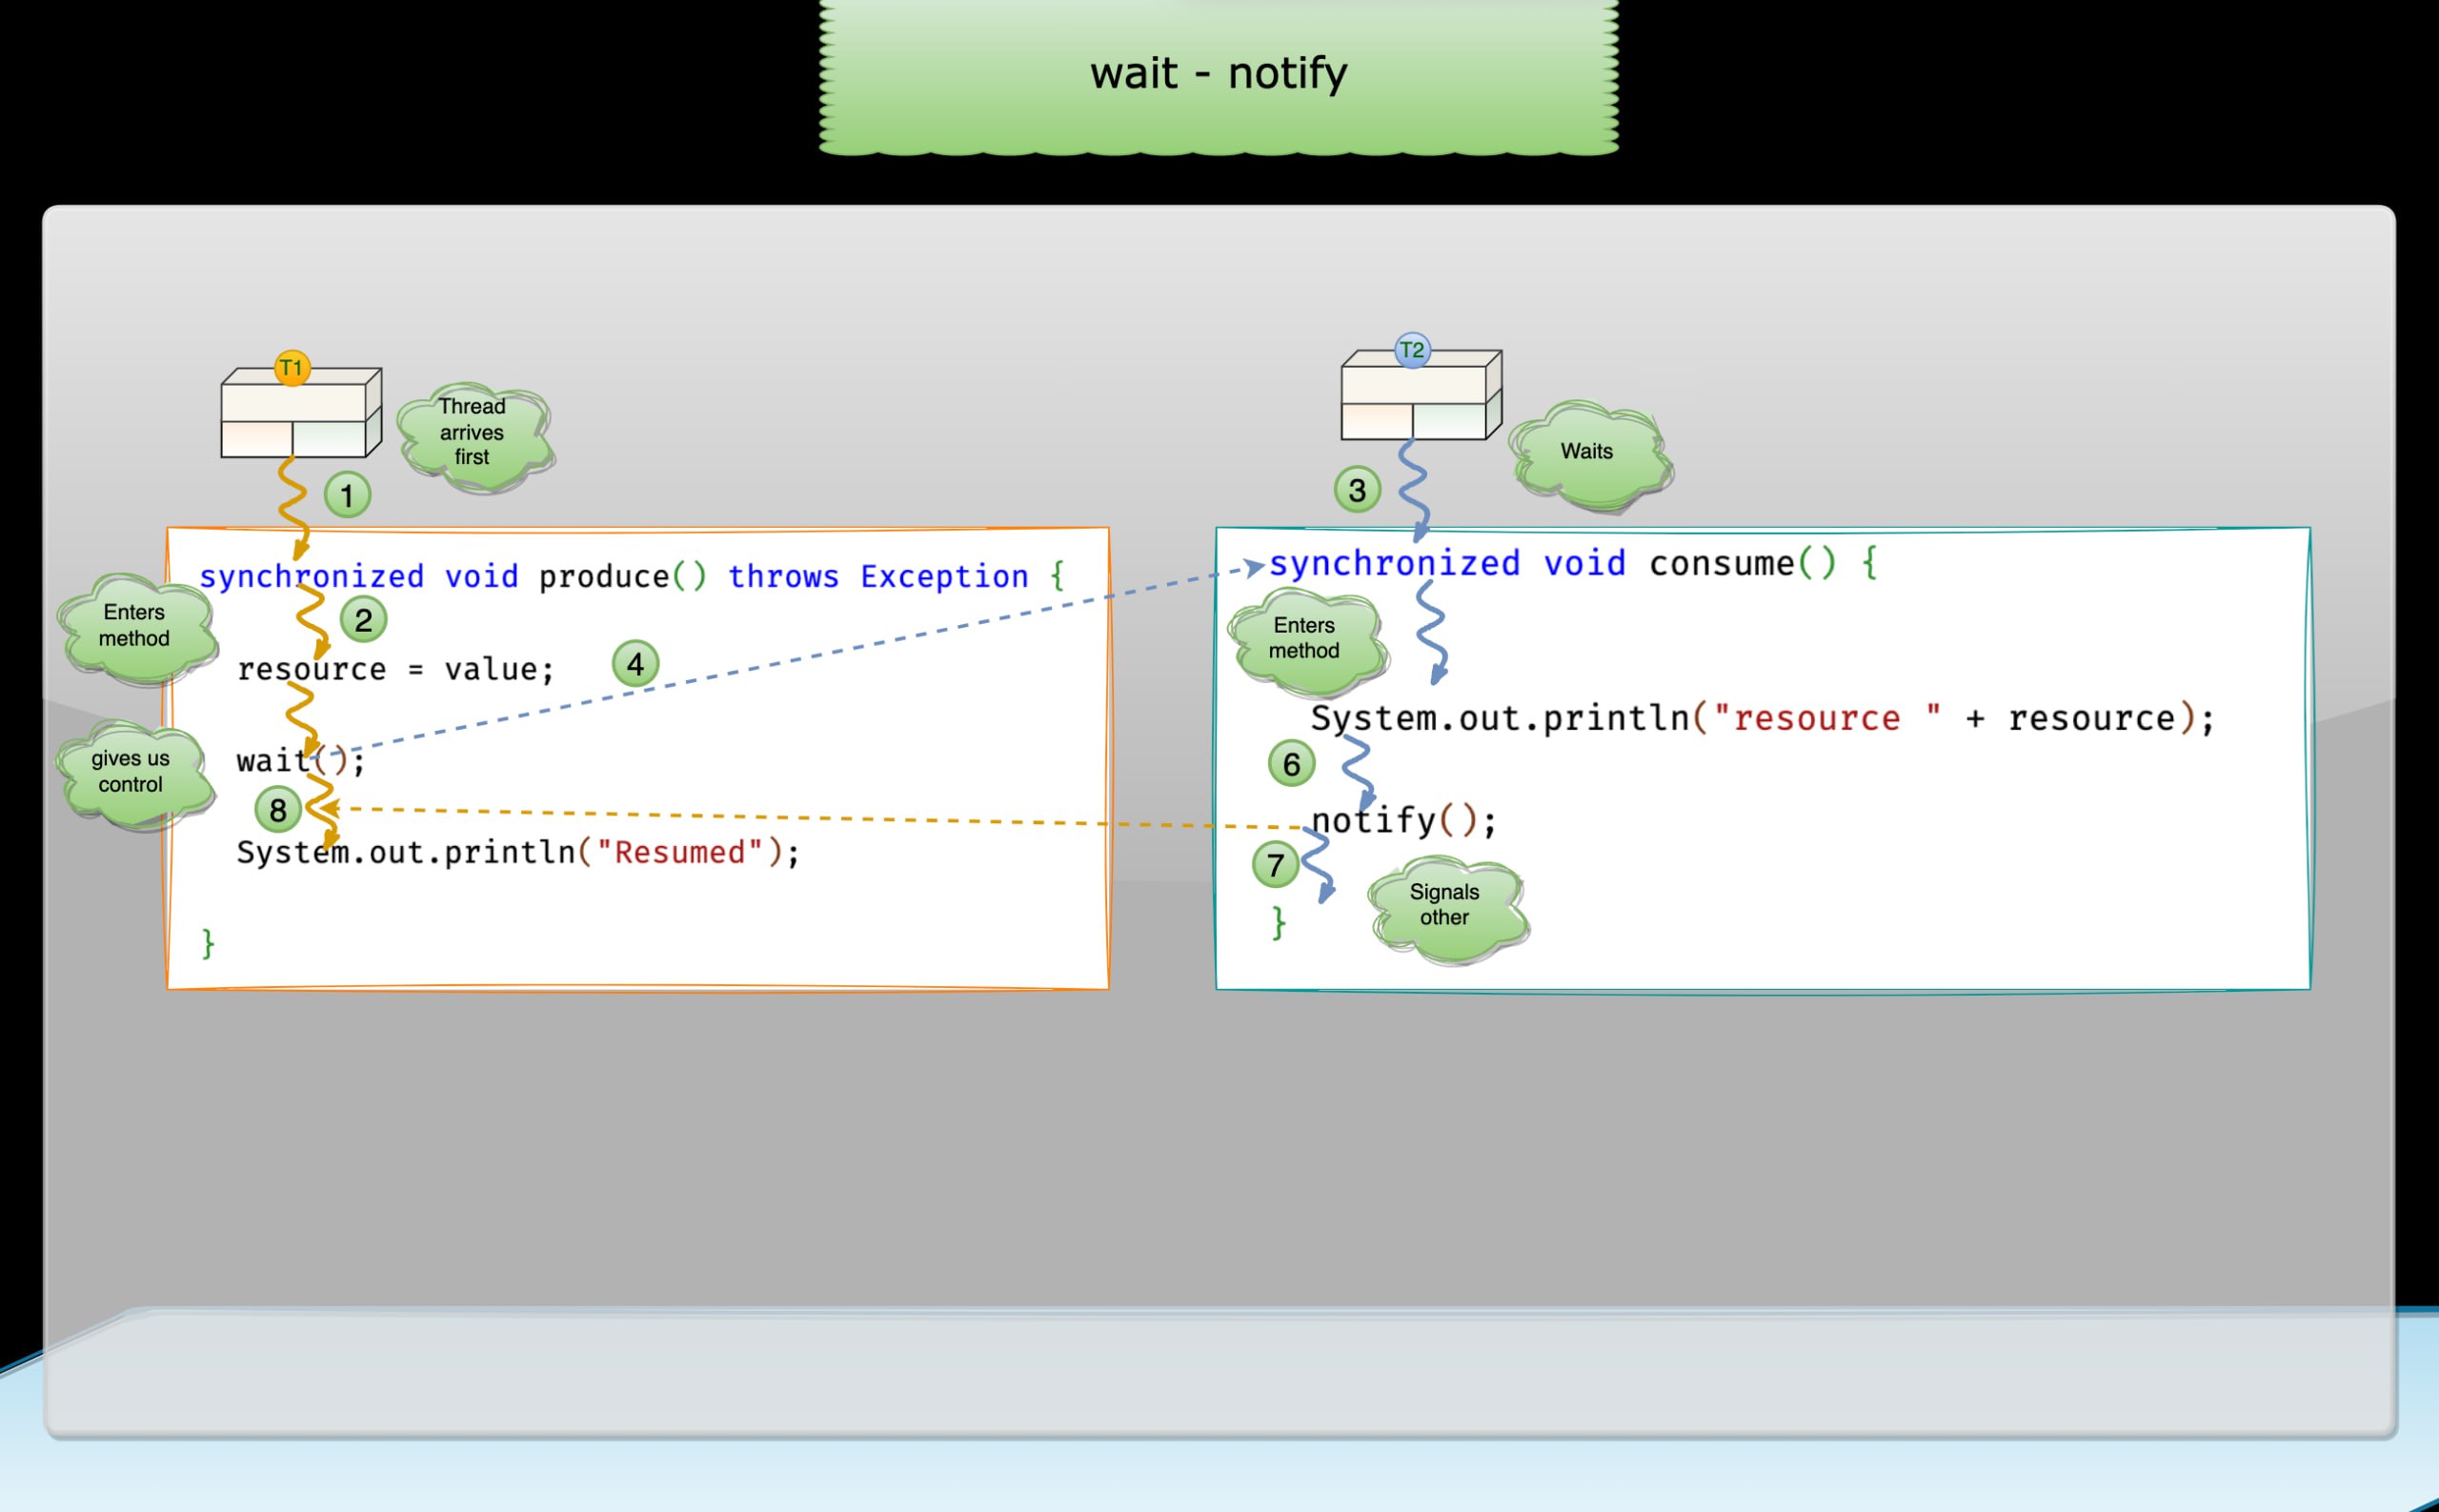 wait - notify
T1
Thread
arrives
first
1
T2
Waits
3
synchronized void produce() throws Exception {
Enters
method
2
resource = value;
4
gives us
control
wait();
8
System.out.println("Resumed");
}
synchronized void consume() {
Enters
method
System.out.println("resource " + resource);
6
notify();
7
Signals
other
}